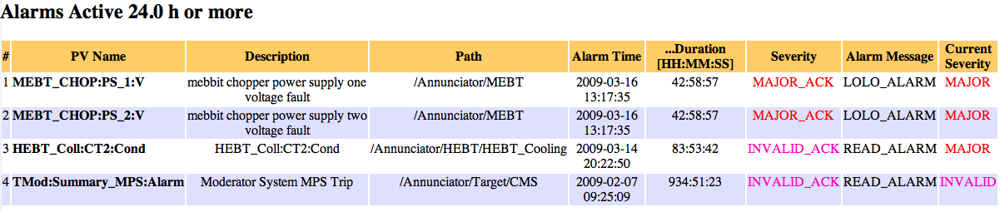 Alarms Active 24.0 h or more
# PV Name Description Path Alarm Time ...Duration [HH:MM:SS] Severity Alarm Message Current Severity
1 MEBT_CHOP:PS_1:V mebbit chopper power supply one voltage fault /Annunciator/MEBT 2009-03-16 13:17:35 42:58:57 MAJOR_ACK LOLO_ALARM MAJOR
2 MEBT_CHOP:PS_2:V mebbit chopper power supply two voltage fault /Annunciator/MEBT 2009-03-16 13:17:35 42:58:57 MAJOR_ACK LOLO_ALARM MAJOR
3 HEBT_Coll:CT2:Cond HEBT_Coll:CT2:Cond /Annunciator/HEBT/HEBT_Cooling 2009-03-14 20:22:50 83:53:42 INVALID_ACK READ_ALARM MAJOR
4 TMod:Summary_MPS:Alarm Moderator System MPS Trip /Annunciator/Target/CMS 2009-02-07 09:25:09 934:51:23 INVALID_ACK READ_ALARM INVALID